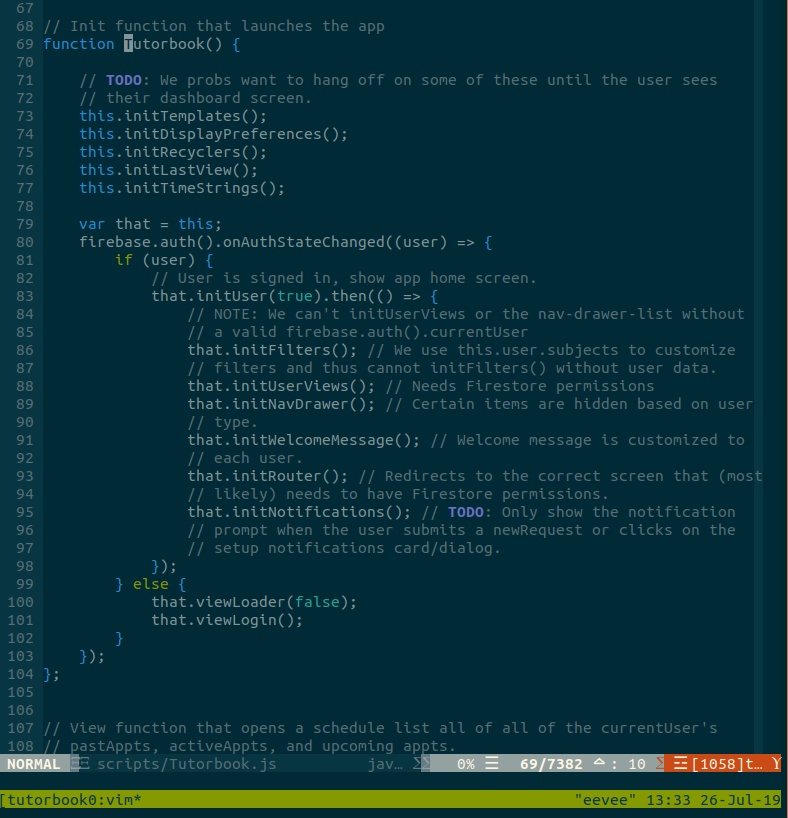 67
68 // Init function that launches the app
69 function Tutorbook() {
70
71 // TODO: We probs want to hang off on some of these until the user sees
72 // their dashboard screen.
73 this.initTemplates();
74 this.initDisplayPreferences();
75 this.initRecyclers();
76 this.initLastView();
77 this.initTimeStrings();
78
79 var that = this;
80 firebase.auth().onAuthStateChanged((user) => {
81 if (user) {
82 // User is signed in, show app home screen.
83 that.initUser(true).then(() => {
84 // NOTE: We can't initUserViews or the nav-drawer-list without
85 // a valid firebase.auth().currentUser
86 that.initFilters(); // We use this.user.subjects to customize
87 // filters and thus cannot initFilters() without user data.
88 that.initUserViews(); // Needs Firestore permissions
89 that.initNavDrawer(); // Certain items are hidden based on user
90 // type.
91 that.initWelcomeMessage(); // Welcome message is customized to
92 // each user.
93 that.initRouter(); // Redirects to the correct screen that (most
94 // likely) needs to have Firestore permissions.
95 that.initNotifications(); // TODO: Only show the notification
96 // prompt when the user submits a newRequest or clicks on the
97 // setup notifications card/dialog.
98 });
99 } else {
100 that.viewLoader(false);
101 that.viewLogin();
102 }
103 });
104 };
105
106
107 // View function that opens a schedule list all of all of the currentUser's
108 // pastAppts, activeAppts, and upcoming appts.
NORMAL scripts/Tutorbook.js jav… 0% ☰ 69/7382 : 10 [1058]t…
[tutorbook0:vim* "eevee" 13:33 26-Jul-19